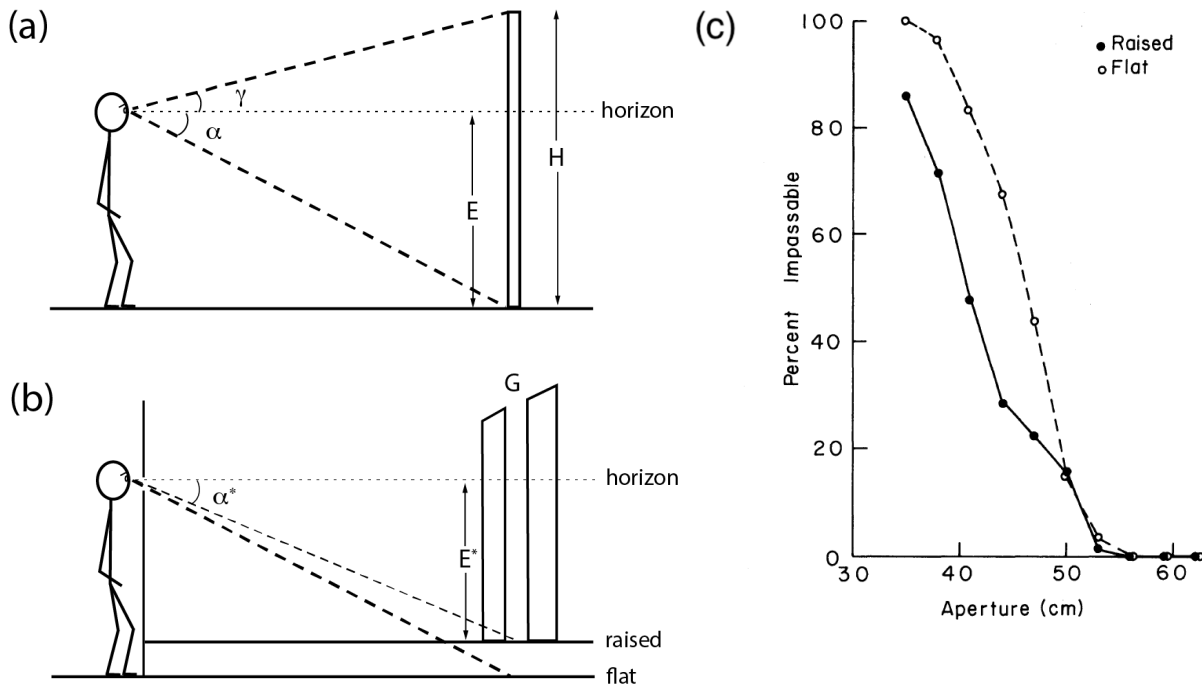 (a)
γ
α
horizon
E
H
(b)
G
α*
horizon
E*
raised
flat
(c)
Raised
Flat
Percent Impassable
100
80
60
40
20
0
30 40 50 60
Aperture (cm)